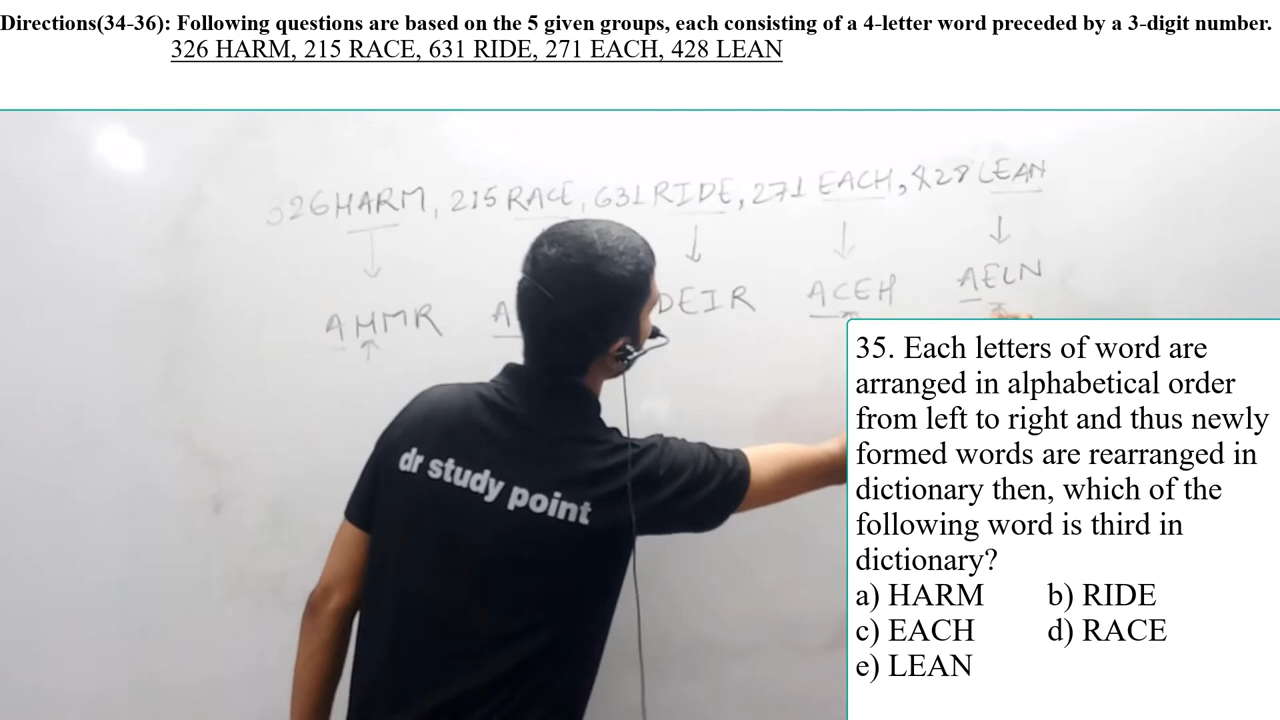 Directions(34-36): Following questions are based on the 5 given groups, each consisting of a 4-letter word preceded by a 3-digit number.
326 HARM, 215 RACE, 631 RIDE, 271 EACH, 428 LEAN
326HARM, 215 RACE, 631 RIDE, 271 EACH, 428 LEAN
AHMR A DEIR ACEH AELN
dr study point
35. Each letters of word are
arranged in alphabetical order
from left to right and thus newly
formed words are rearranged in
dictionary then, which of the
following word is third in
dictionary?
a) HARM b) RIDE
c) EACH d) RACE
e) LEAN